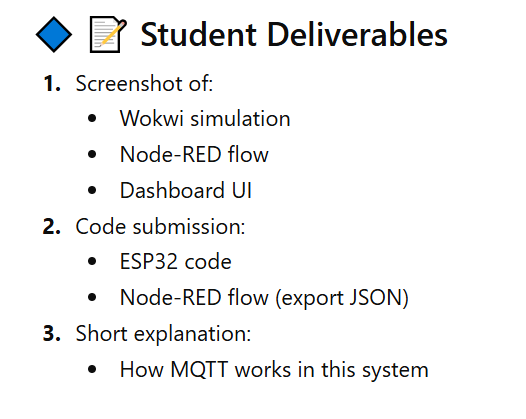 Student Deliverables
1. Screenshot of:
• Wokwi simulation
• Node-RED flow
• Dashboard UI
2. Code submission:
• ESP32 code
• Node-RED flow (export JSON)
3. Short explanation:
• How MQTT works in this system